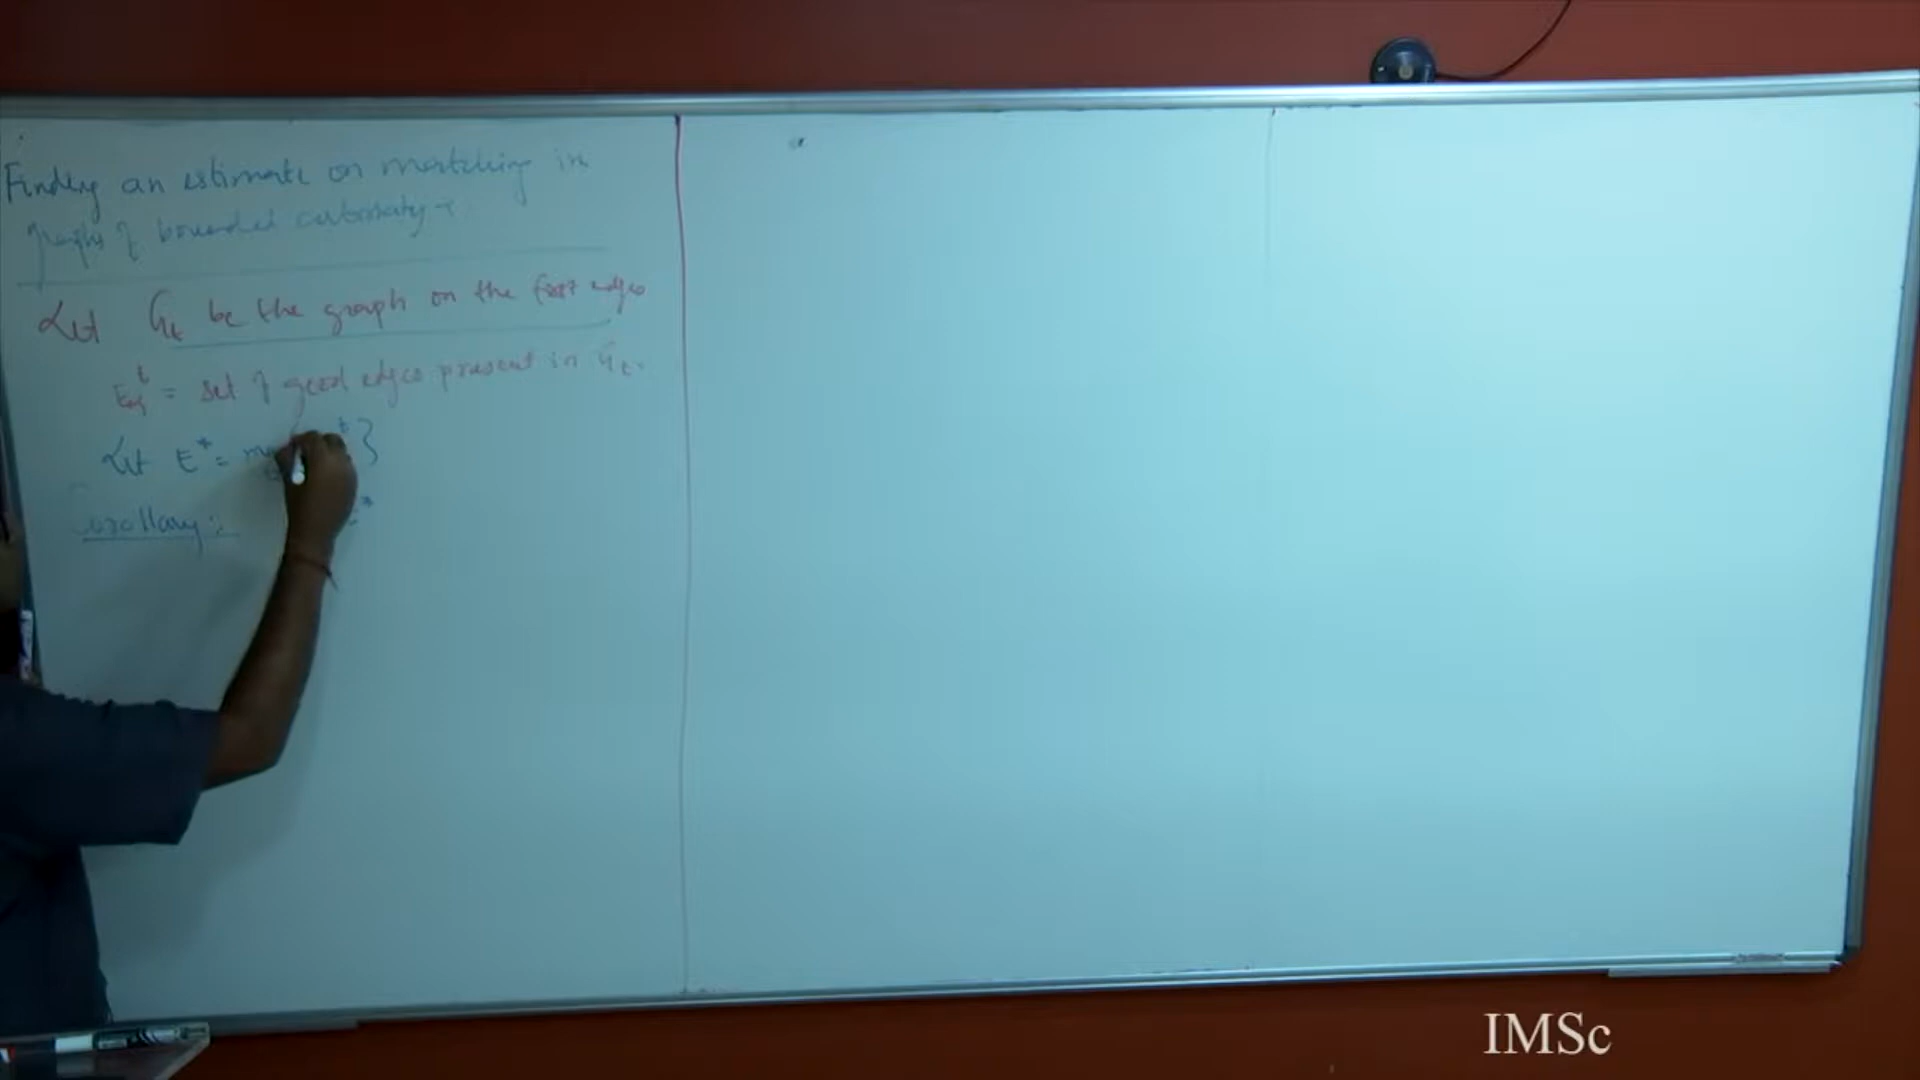 Finding an estimate on matching in
graphs of bounded arboricity
Let G_t be the graph on the first edges
E_α^t = set of good edges present in G_t.
Let E* = t }
Corollary:
IMSc